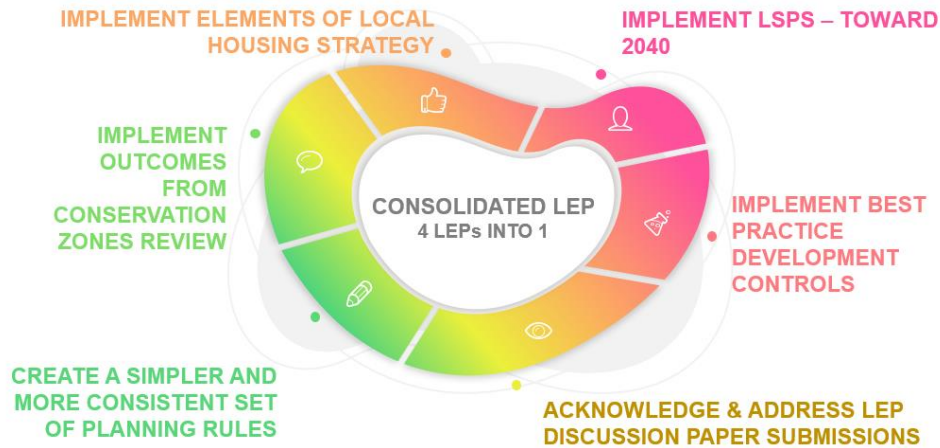 IMPLEMENT ELEMENTS OF LOCAL
HOUSING STRATEGY
IMPLEMENT LSPS – TOWARD
2040
IMPLEMENT
OUTCOMES
FROM
CONSERVATION
ZONES REVIEW
CONSOLIDATED LEP
4 LEPs INTO 1
IMPLEMENT BEST
PRACTICE
DEVELOPMENT
CONTROLS
CREATE A SIMPLER AND
MORE CONSISTENT SET
OF PLANNING RULES
ACKNOWLEDGE & ADDRESS LEP
DISCUSSION PAPER SUBMISSIONS